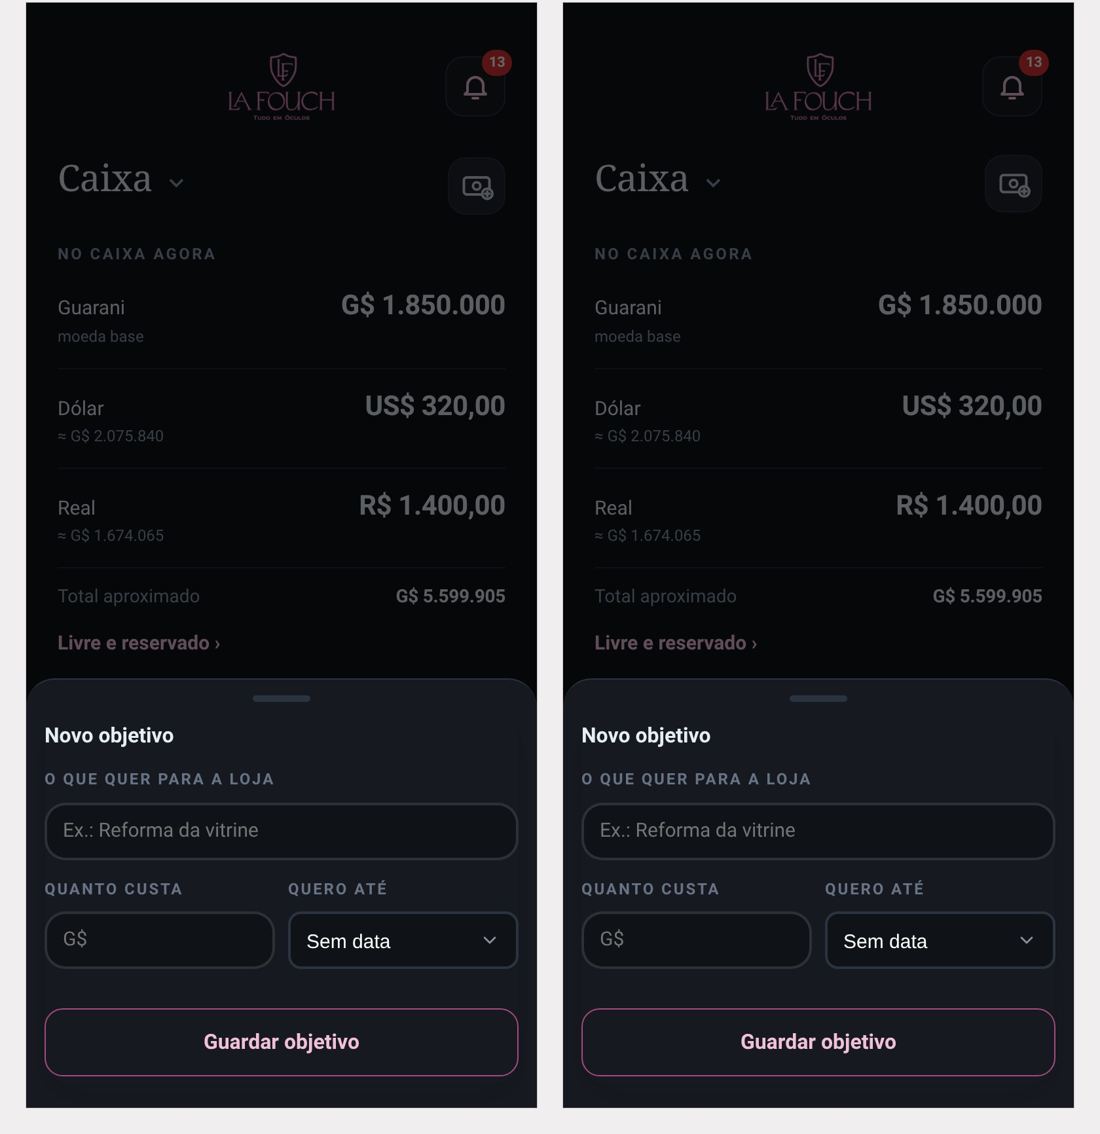 13
LF
LA FOUCH
TUDO EM ÓCULOS
Caixa
NO CAIXA AGORA
Guarani G$ 1.850.000
moeda base
Dólar US$ 320,00
≈ G$ 2.075.840
Real R$ 1.400,00
≈ G$ 1.674.065
Total aproximado G$ 5.599.905
Livre e reservado ›
Novo objetivo
O QUE QUER PARA A LOJA
Ex.: Reforma da vitrine
QUANTO CUSTA QUERO ATÉ
G$ Sem data
Guardar objetivo
13
LF
LA FOUCH
TUDO EM ÓCULOS
Caixa
NO CAIXA AGORA
Guarani G$ 1.850.000
moeda base
Dólar US$ 320,00
≈ G$ 2.075.840
Real R$ 1.400,00
≈ G$ 1.674.065
Total aproximado G$ 5.599.905
Livre e reservado ›
Novo objetivo
O QUE QUER PARA A LOJA
Ex.: Reforma da vitrine
QUANTO CUSTA QUERO ATÉ
G$ Sem data
Guardar objetivo